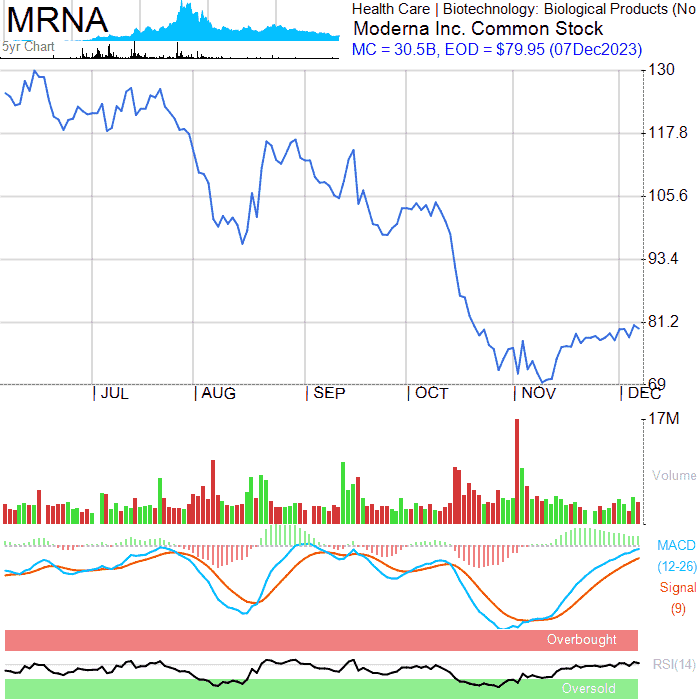 MRNA
5yr Chart
Health Care | Biotechnology: Biological Products (No
Moderna Inc. Common Stock
MC = 30.5B, EOD = $79.95 (07Dec2023)
130
117.8
105.6
93.4
81.2
69
JUL AUG SEP OCT NOV DEC
17M
Volume
MACD
(12-26)
Signal
(9)
Overbought
RSI(14)
Oversold